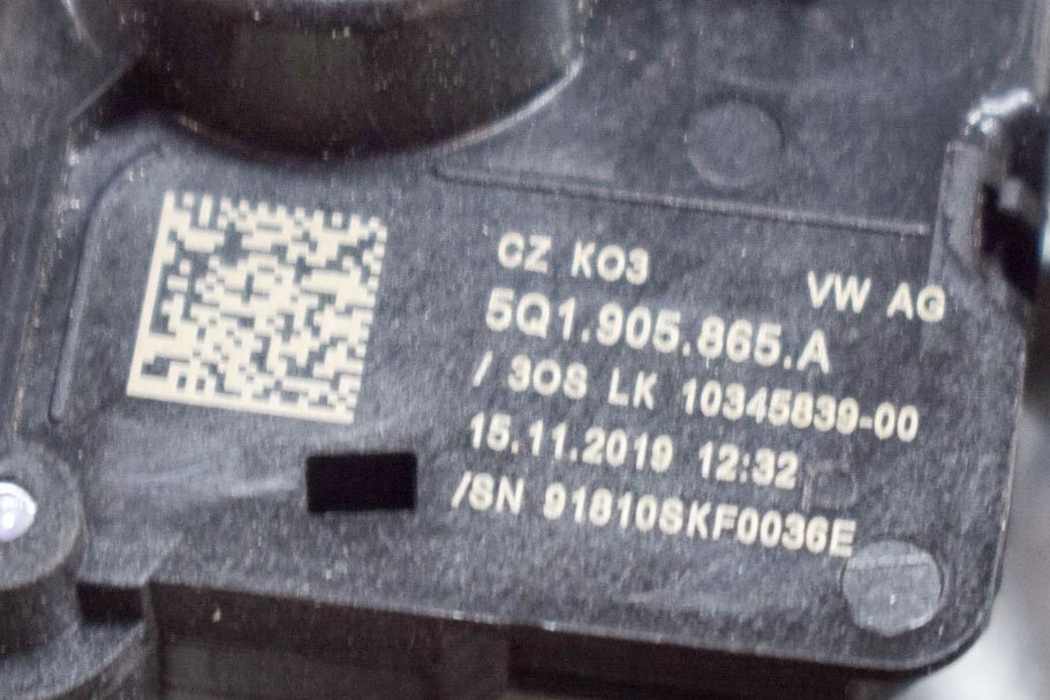 CZ KO3 VW AG
5Q1.905.865.A
/ 3OS LK 10345839-00
15.11.2019 12:32
/SN 91810SKF0036E